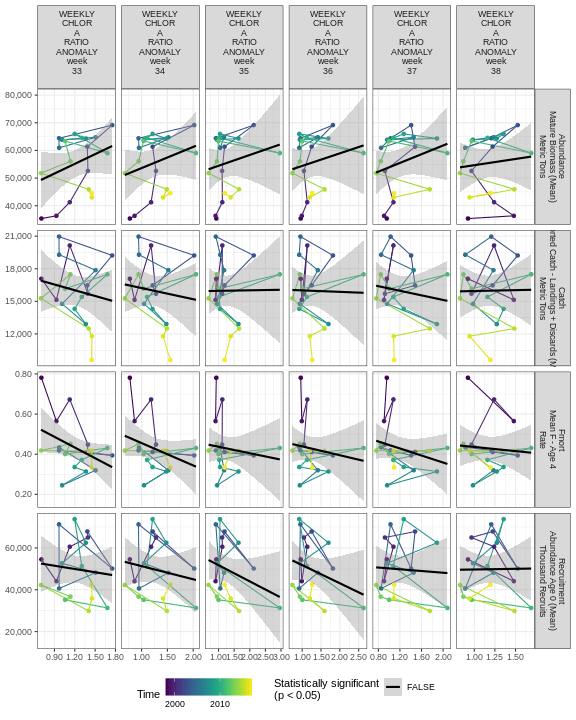 WEEKLY CHLOR A RATIO ANOMALY week 33
WEEKLY CHLOR A RATIO ANOMALY week 34
WEEKLY CHLOR A RATIO ANOMALY week 35
WEEKLY CHLOR A RATIO ANOMALY week 36
WEEKLY CHLOR A RATIO ANOMALY week 37
WEEKLY CHLOR A RATIO ANOMALY week 38
80,000
70,000
60,000
50,000
40,000
Abundance
Mature Biomass (Mean)
Metric Tons
21,000
18,000
15,000
12,000
Catch
rted Catch - Landings + Discards (M
Metric Tons
0.80
0.60
0.40
0.20
Fmort
Mean F - Age 4
Rate
60,000
40,000
20,000
Recruitment
Abundance Age 0 (Mean)
Thousand Recruits
0.90 1.20 1.50 1.80
1.00 1.50 2.00
1.00 1.50 2.00 2.50 3.00
1.00 1.50 2.00 2.50
0.80 1.20 1.60 2.00
1.00 1.25 1.50
Time
2000 2010
Statistically significant
(p < 0.05)
FALSE